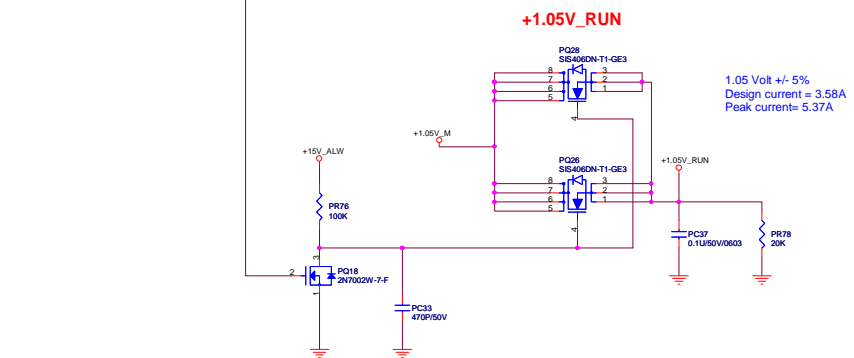 +1.05V_RUN
PQ28
SIS406DN-T1-GE3
8
7
6
5
3
2
1
4
1.05 Volt +/- 5%
Design current = 3.58A
Peak current= 5.37A
+1.05V_M
+15V_ALW
PQ26
SIS406DN-T1-GE3
8
7
6
5
3
2
1
4
+1.05V_RUN
PR76
100K
PC37
0.1U/50V/0603
PR78
20K
3
2
1
PQ18
2N7002W-7-F
PC33
470P/50V